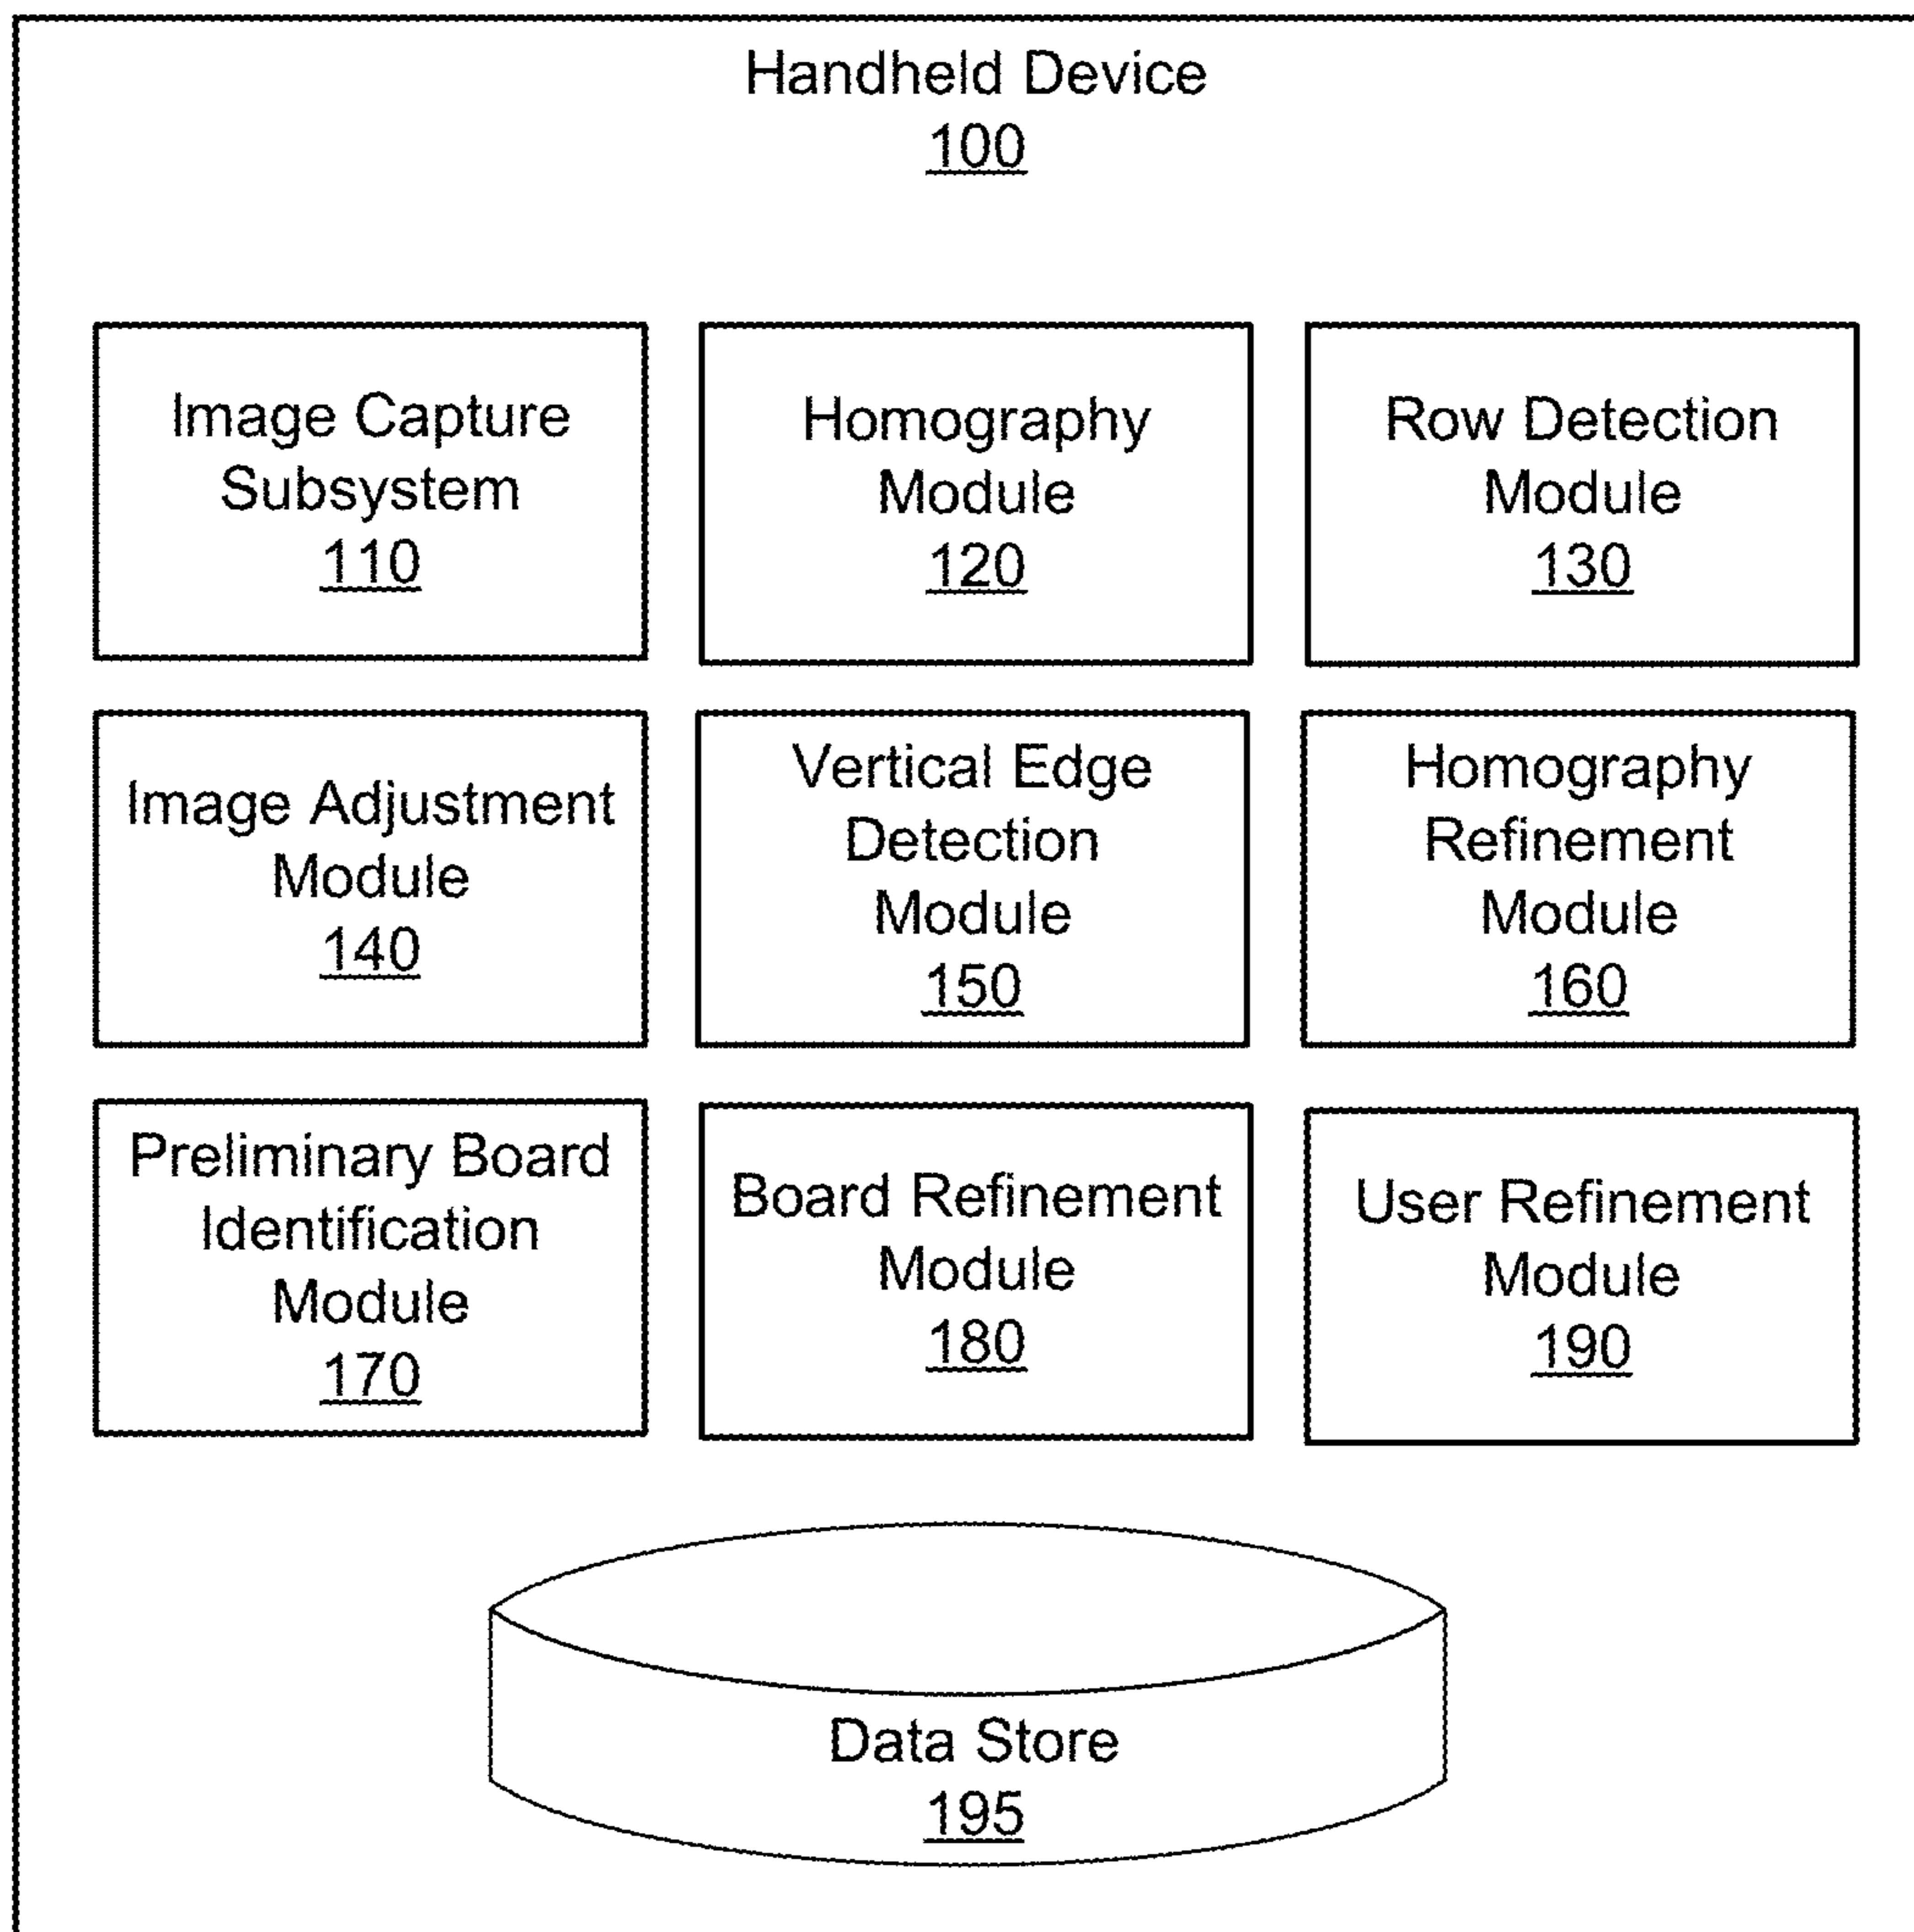 Handheld Device
100
Image Capture
Subsystem
110
Homography
Module
120
Row Detection
Module
130
Image Adjustment
Module
140
Vertical Edge
Detection
Module
150
Homography
Refinement
Module
160
Preliminary Board
Identification
Module
170
Board Refinement
Module
180
User Refinement
Module
190
Data Store
195